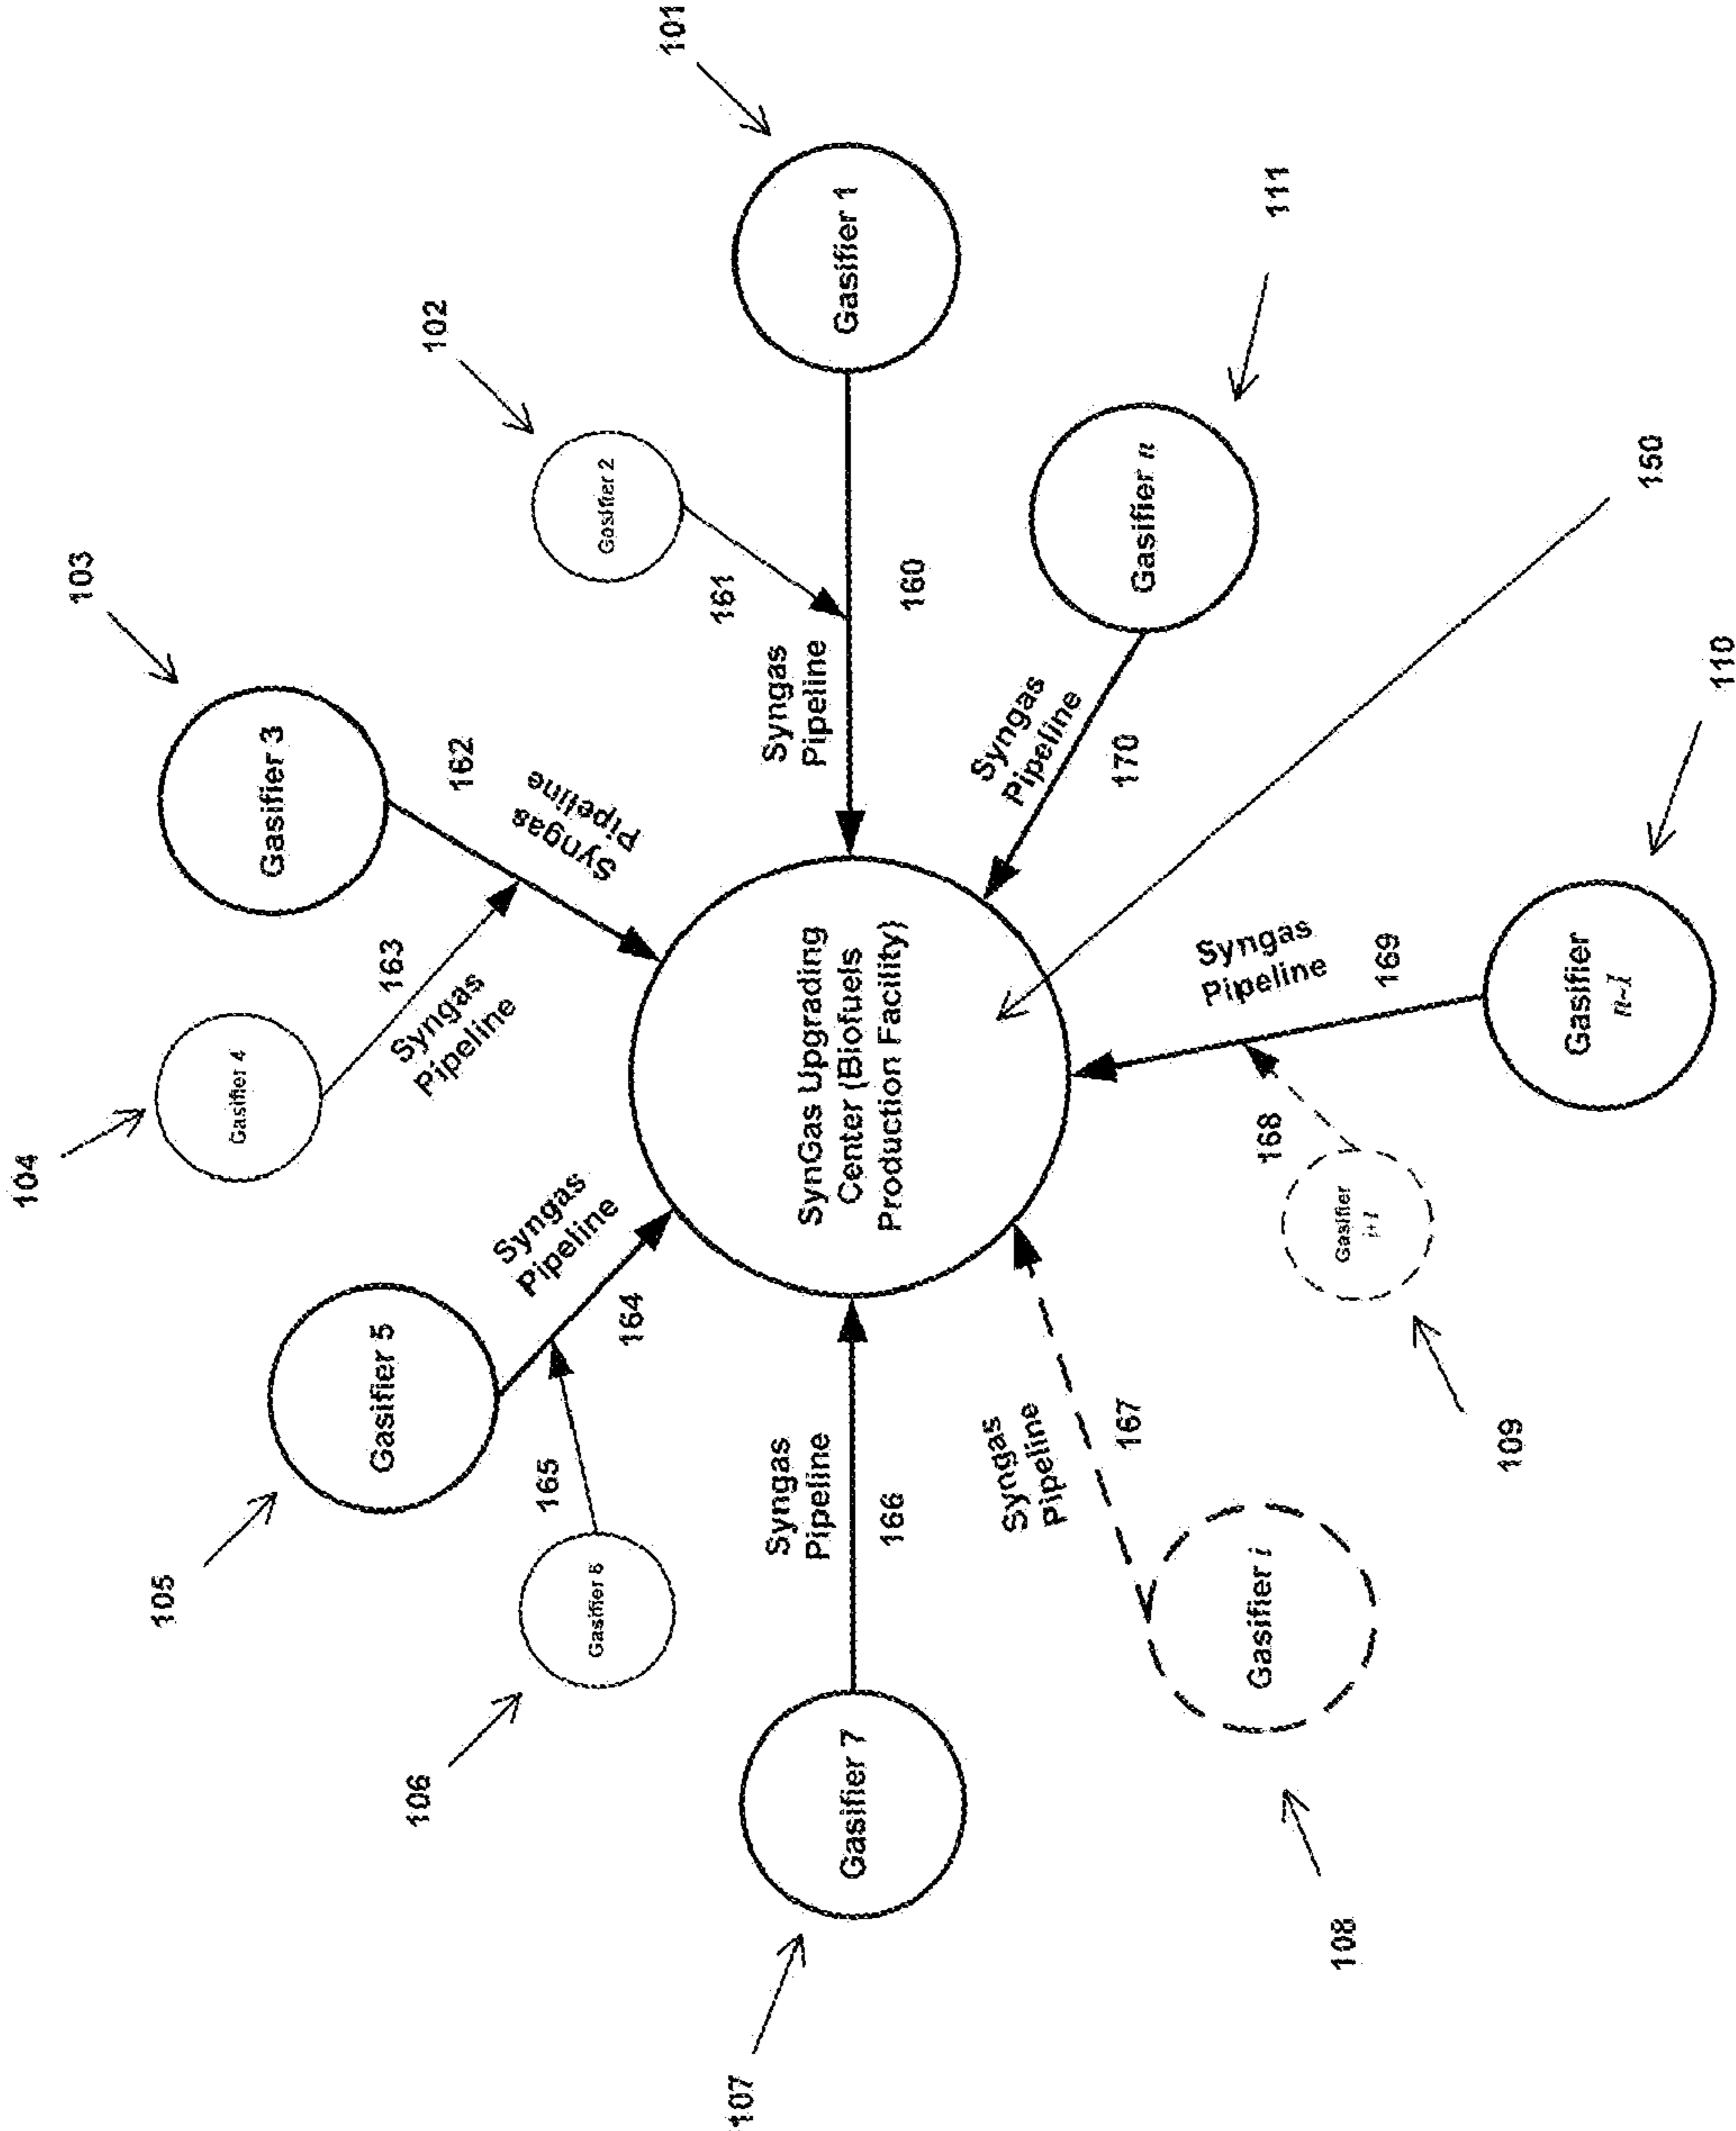 104
103
105
Gasifier 4
Gasifier 3
Gasifier 5
163
Syngas
Pipeline
106
102
162
Syngas
Pipeline
Syngas
Pipeline
165
Gasifier 6
164
Gasifier 2
101
161
107
Gasifier 7
Syngas
Pipeline
166
SynGas Upgrading
Center (Biofuels
Production Facility)
Syngas
Pipeline
160
Gasifier 1
Syngas
Pipeline
167
Syngas
Pipeline
170
Gasifier n
111
Gasifier i
168
Syngas
Pipeline
169
108
Gasifier
i+1
109
Gasifier
n-1
150
110